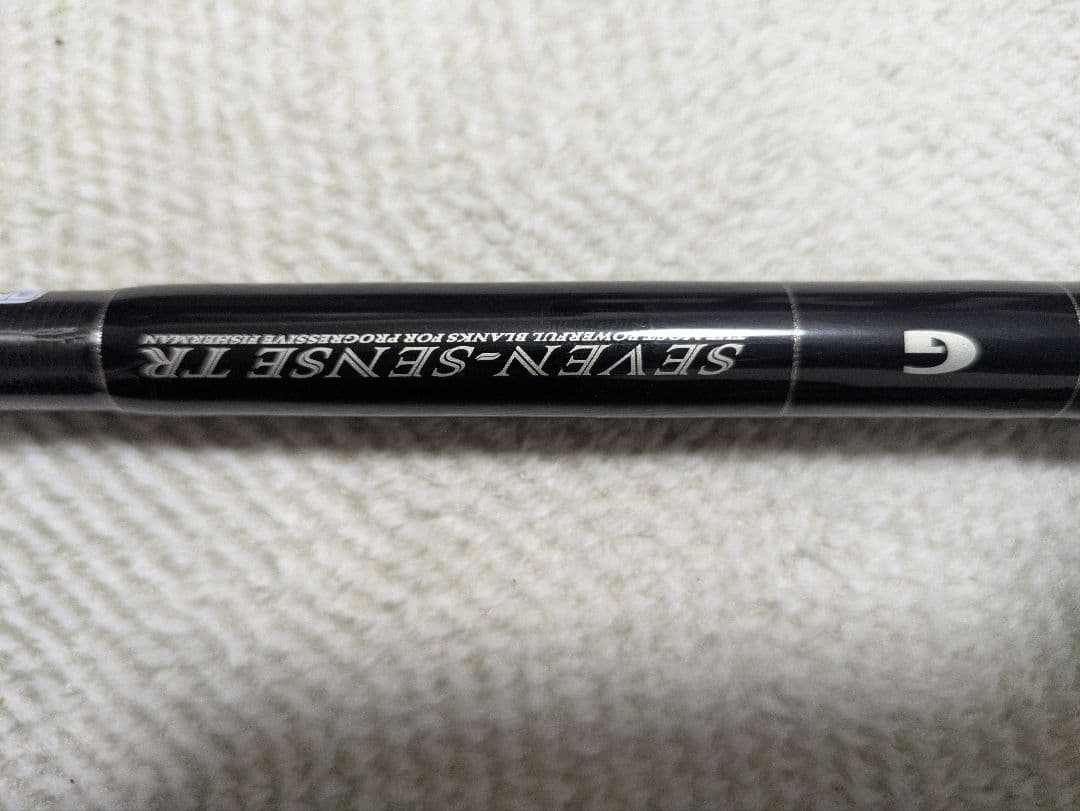 G
SEVEN-SENSE TR
THE MOST POWERFUL BLANKS FOR PROGRESSIVE FISHERMAN